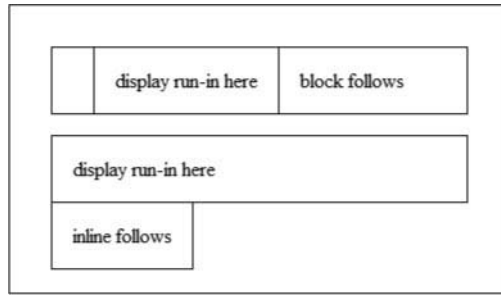 display run-in here block follows
display run-in here
inline follows